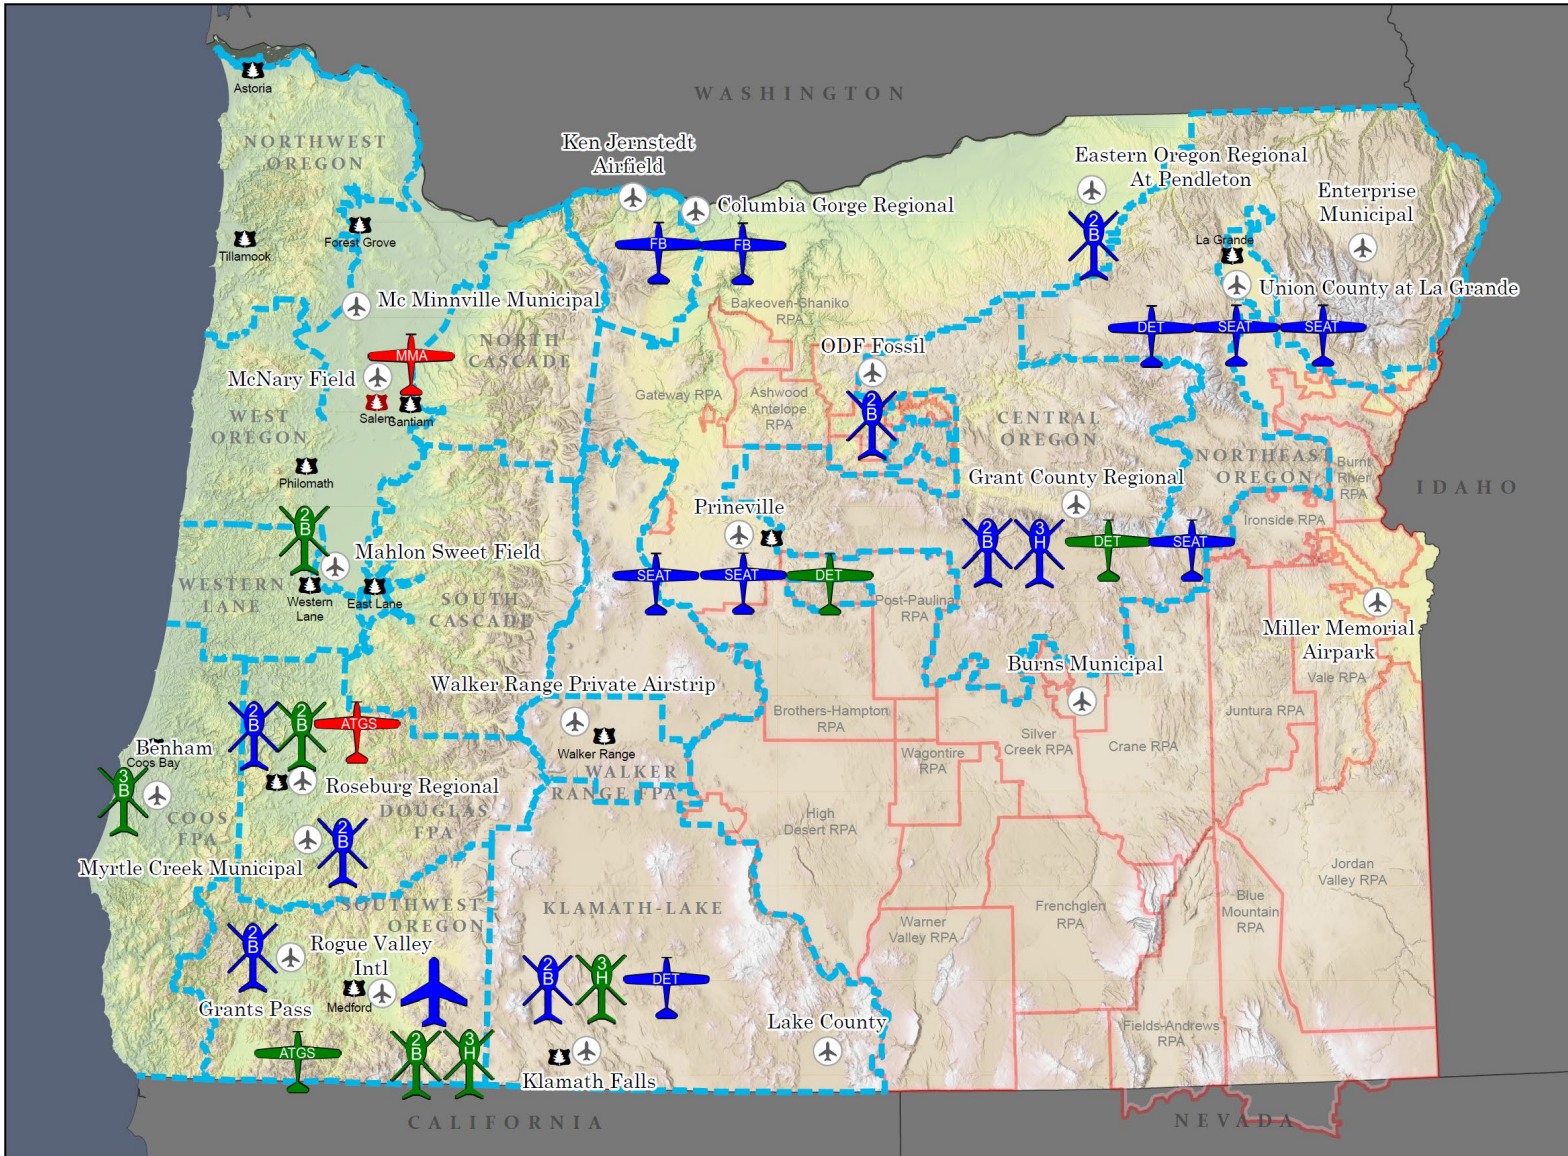 WASHINGTON
Astoria
NORTHWEST
OREGON
Forest Grove
Tillamook
Ken Jernstedt
Airfield
Columbia Gorge Regional
FB
FB
Eastern Oregon Regional
At Pendleton
2
B
Enterprise
Municipal
La Grande
Union County at La Grande
DET
SEAT
SEAT
Mc Minnville Municipal
Bakeoven-Shaniko
RPA
NORTH
CASCADE
MMA
McNary Field
Salem
Santiam
ODF Fossil
2
B
Gateway RPA
Ashwood
Antelope
RPA
WEST
OREGON
CENTRAL
OREGON
NORTHEAST
OREGON
Burnt
River
RPA
IDAHO
Philomath
Grant County Regional
Prineville
Ironside RPA
2
B
2
B
3
H
DET
SEAT
Mahlon Sweet Field
SEAT
SEAT
DET
WESTERN
LANE
Western
Lane
East Lane
SOUTH
CASCADE
Post-Paulina
RPA
Miller Memorial
Airpark
Burns Municipal
Vale RPA
Walker Range Private Airstrip
2
B
2
B
ATGS
Brothers-Hampton
RPA
Silver
Creek RPA
Crane RPA
Juntura RPA
Benham
Coos Bay
Walker Range
WALKER
RANGE FPA
Wagontire
RPA
3
B
Roseburg Regional
COOS
FPA
DOUGLAS
FPA
High
Desert RPA
2
B
Myrtle Creek Municipal
Jordan
Valley RPA
SOUTHWEST
OREGON
KLAMATH-LAKE
Warner
Valley RPA
Frenchglen
RPA
Blue
Mountain
RPA
2
B
Rogue Valley
Intl
Grants Pass
Medford
2
B
3
H
DET
Lake County
Fields-Andrews
RPA
ATGS
2
B
3
H
Klamath Falls
CALIFORNIA
NEVADA